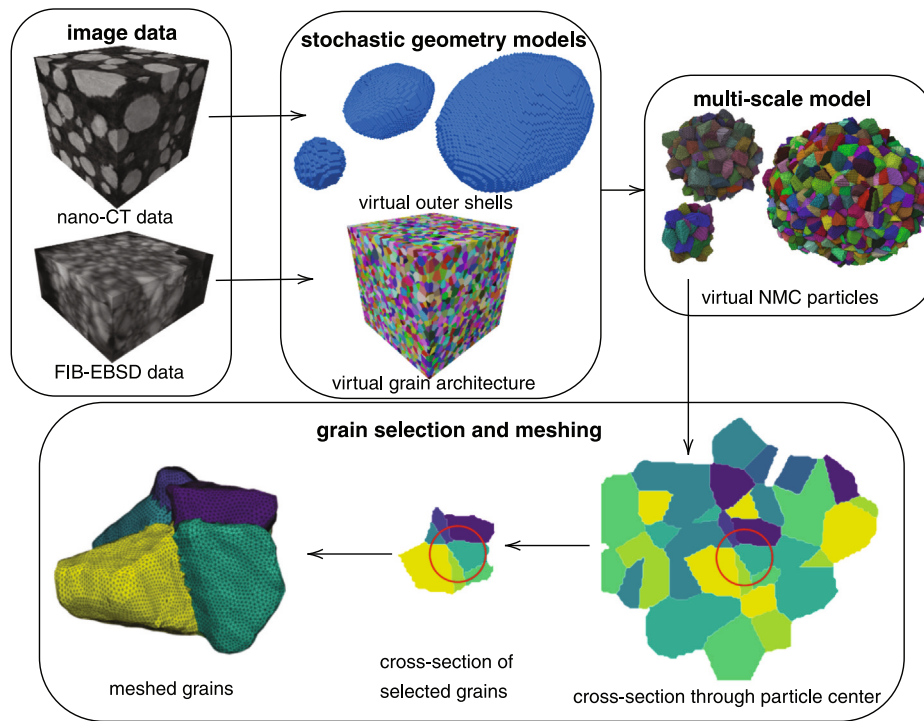 image data
nano-CT data
FIB-EBSD data
stochastic geometry models
virtual outer shells
virtual grain architecture
multi-scale model
virtual NMC particles
grain selection and meshing
meshed grains
cross-section of
selected grains
cross-section through particle center